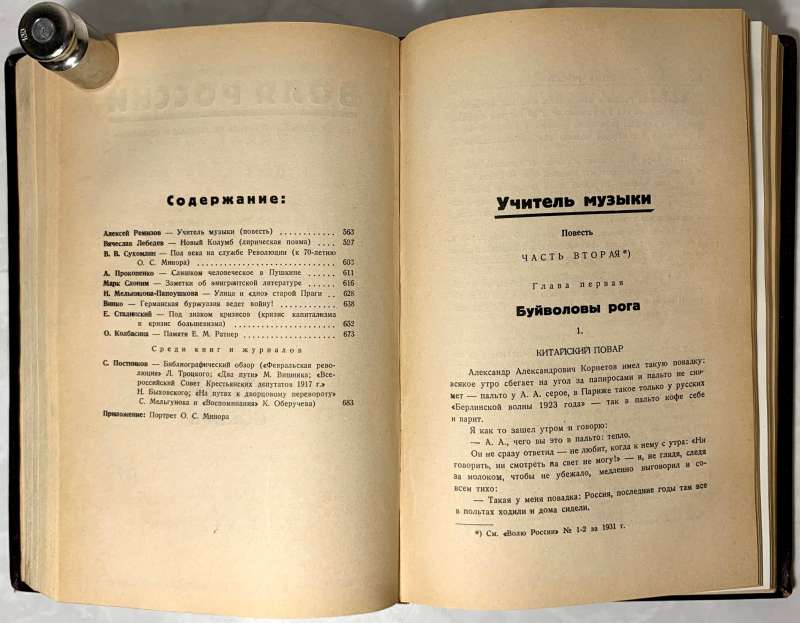 Содержание:
Алексей Ремизов — Учитель музыки (повесть) . . . . . . . . . . . . 563
Вячеслав Лебедев — Новый Колумб (лирическая поэма) . . . . 527
В. В. Сухомлин — Пол века на службе Революции (к 70-летию
О. С. Минора) . . . . . . . . . . . . . . . . . . . . . . . . . . . . 603
А. Прокопенко — Слишком человеческое в Пушкине . . . . . . . 611
Марк Слоним — Заметки об эмигрантской литературе . . . . . . 616
Н. Мельникова-Папоушкова — Улица и «дно» старой Праги . . 628
Винко — Германская буржуазия ведет войну! . . . . . . . . . . . . 638
Е. Сталинский — Под знаком кризисов (кризис капитализма
и кризис большевизма) . . . . . . . . . . . . . . . . . . . . . 652
О. Колбасина — Памяти Е. М. Ратнер . . . . . . . . . . . . . . . . 673
Среди книг и журналов
С. Постников — Библиографический обзор («Февральская рево-
люция» Л. Троцкого; «Два пути» М. Вишняка; «Все-
российский Совет Крестьянских депутатов 1917 г.»
Н. Быховского; «На путях к дворцовому перевороту»
С. Мельгунова и «Воспоминания» К. Оберучева) . . 683
Приложение: Портрет О. С. Минора
Учитель музыки
Повесть
ЧАСТЬ ВТОРАЯ*)
Глава первая
Буйволовы рога
1.
КИТАЙСКИЙ ПОВАР
Александр Александрович Корнетов имел такую повадку:
всякое утро сбегает на угол за папиросами и пальто не сни-
мет — пальто у А. А. серое, в Париже такое только у русских
«Берлинской волны 1923 года» — так в пальто кофе себе
и варит.
Я как то зашел утром и говорю:
— А. А., чего вы это в пальто: тепло.
Он не сразу ответил — не любит, когда к нему с утра: «Ни
говорить, ни смотреть на свет не могу!» — и, не глядя, следя
за молоком, чтобы не убежало, медленно выговорил и со-
всем тихо:
— Такая у меня повадка: Россия, последние годы там все
в польтах ходили и дома сидели.
*) См. «Волю России» № 1-2 за 1931 г.